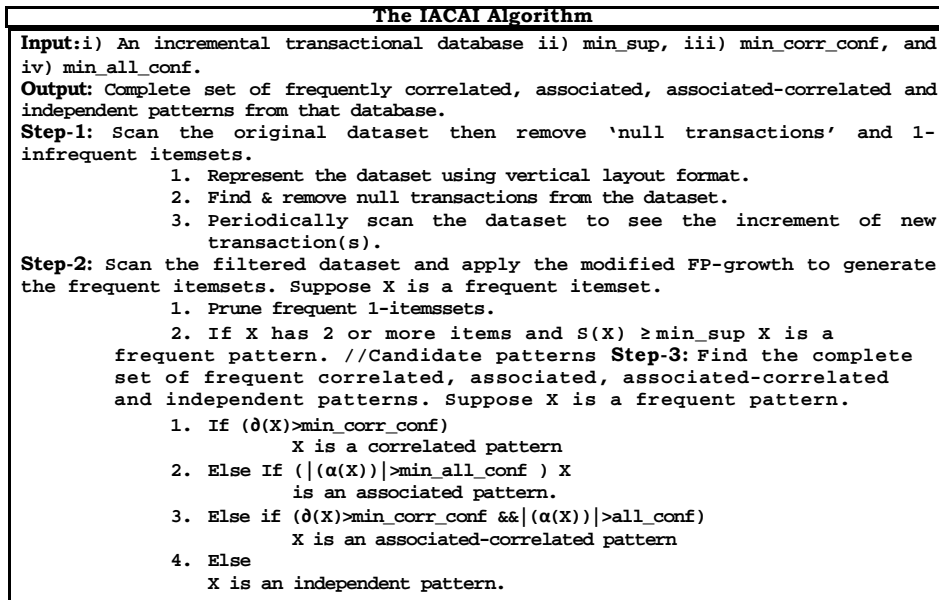 The IACAI Algorithm
Input:i) An incremental transactional database ii) min_sup, iii) min_corr_conf, and
iv) min_all_conf.
Output: Complete set of frequently correlated, associated, associated-correlated and
independent patterns from that database.
Step-1: Scan the original dataset then remove ‘null transactions’ and 1-
infrequent itemsets.
1. Represent the dataset using vertical layout format.
2. Find & remove null transactions from the dataset.
3. Periodically scan the dataset to see the increment of new
transaction(s).
Step-2: Scan the filtered dataset and apply the modified FP-growth to generate
the frequent itemsets. Suppose X is a frequent itemset.
1. Prune frequent 1-itemssets.
2. If X has 2 or more items and S(X) ≥min_sup X is a
frequent pattern. //Candidate patterns Step-3: Find the complete
set of frequent correlated, associated, associated-correlated
and independent patterns. Suppose X is a frequent pattern.
1. If (∂(X)>min_corr_conf)
X is a correlated pattern
2. Else If (|(α(X))|>min_all_conf ) X
is an associated pattern.
3. Else if (∂(X)>min_corr_conf &&|(α(X))|>all_conf)
X is an associated-correlated pattern
4. Else
X is an independent pattern.